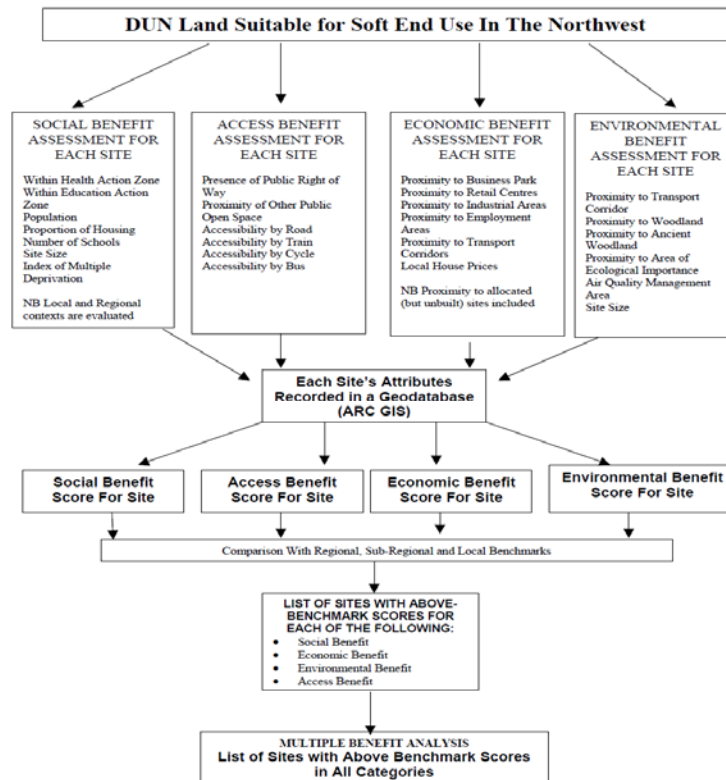 DUN Land Suitable for Soft End Use In The Northwest
SOCIAL BENEFIT
ASSESSMENT FOR
EACH SITE
Within Health Action Zone
Within Education Action
Zone
Population
Proportion of Housing
Number of Schools
Site Size
Index of Multiple
Deprivation
NB Local and Regional
contexts are evaluated
ACCESS BENEFIT
ASSESSMENT FOR
EACH SITE
Presence of Public Right of
Way
Proximity of Other Public
Open Space
Accessibility by Road
Accessibility by Train
Accessibility by Cycle
Accessibility by Bus
ECONOMIC BENEFIT
ASSESSMENT FOR
EACH SITE
Proximity to Business Park
Proximity to Retail Centres
Proximity to Industrial Areas
Proximity to Employment
Areas
Proximity to Transport
Corridors
Local House Prices
NB Proximity to allocated
(but unbuilt) sites included
ENVIRONMENTAL
BENEFIT
ASSESSMENT FOR
EACH SITE
Proximity to Transport
Corridor
Proximity to Woodland
Proximity to Ancient
Woodland
Proximity to Area of
Ecological Importance
Air Quality Management
Area
Site Size
Each Site's Attributes
Recorded in a Geodatabase
(ARC GIS)
Social Benefit
Score For Site
Access Benefit
Score For Site
Economic Benefit
Score For Site
Environmental Benefit
Score For Site
Comparison With Regional, Sub-Regional and Local Benchmarks
LIST OF SITES WITH ABOVE-
BENCHMARK SCORES FOR
EACH OF THE FOLLOWING:
• Social Benefit
• Economic Benefit
• Environmental Benefit
• Access Benefit
MULTIPLE BENEFIT ANALYSIS
List of Sites with Above Benchmark Scores
in All Categories